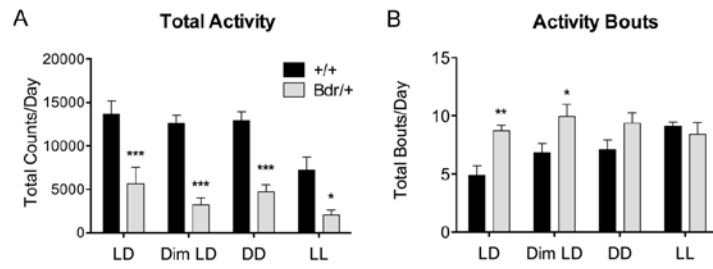 A
Total Activity
Total Counts/Day
20000
15000
10000
5000
0
+/+
Bdr/+
***
***
***
*
LD
Dim LD
DD
LL
B
Activity Bouts
Total Bouts/Day
15
10
5
0
**
*
LD
Dim LD
DD
LL